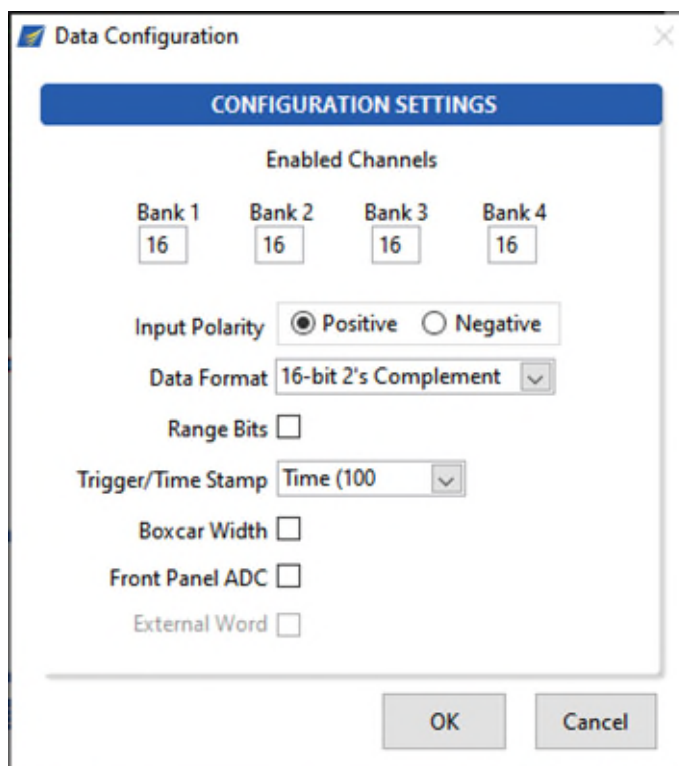 Data Configuration
CONFIGURATION SETTINGS
Enabled Channels
Bank 1 Bank 2 Bank 3 Bank 4
16 16 16 16
Input Polarity Positive Negative
Data Format 16-bit 2's Complement
Range Bits
Trigger/Time Stamp Time (100
Boxcar Width
Front Panel ADC
External Word
OK Cancel